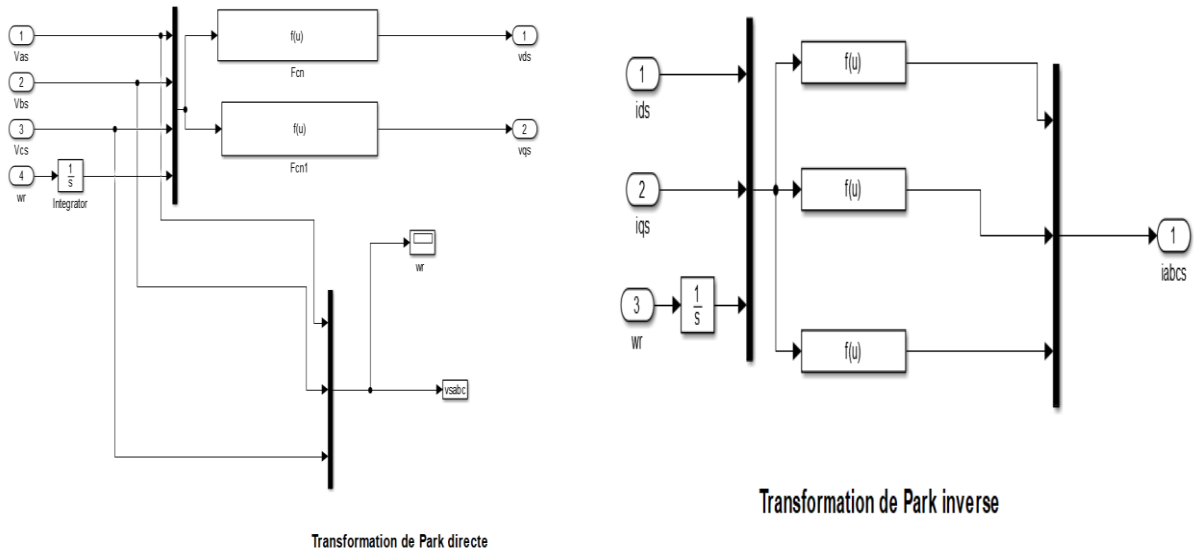 1
Vas
2
Vbs
3
Vcs
4
wr
1
s
Integrator
f(u)
Fcn
f(u)
Fcn1
1
vds
2
vqs
wr
vsabc
Transformation de Park directe
1
ids
2
iqs
3
wr
1
s
f(u)
f(u)
f(u)
1
iabcs
Transformation de Park inverse